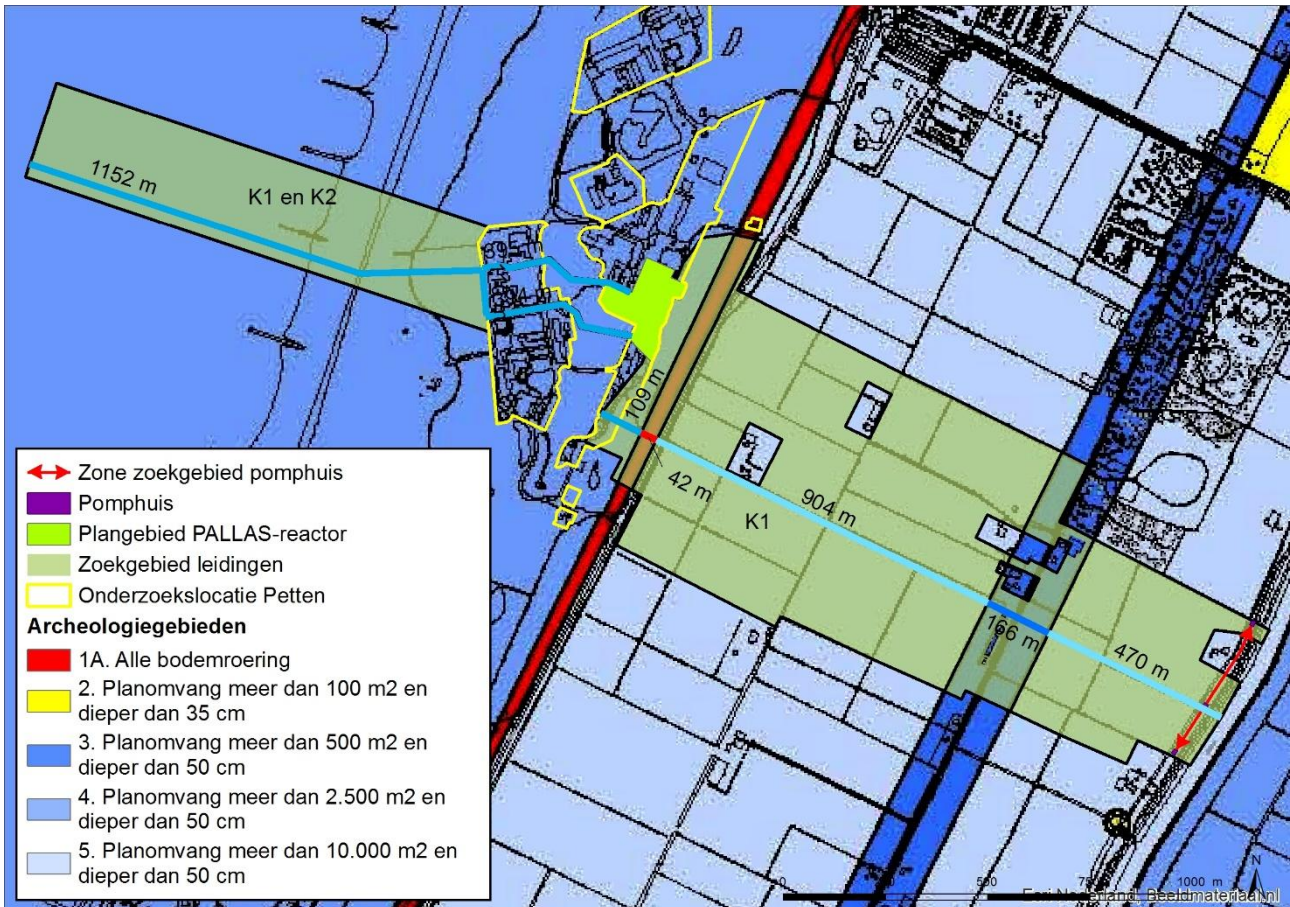 1152 m
K1 en K2
109 m
42 m
904 m
K1
166 m
470 m
Zone zoekgebied pomphuis
Pomphuis
Plangebied PALLAS-reactor
Zoekgebied leidingen
Onderzoekslocatie Petten
Archeologiegebieden
1A. Alle bodemroering
2. Planomvang meer dan 100 m2 en
dieper dan 35 cm
3. Planomvang meer dan 500 m2 en
dieper dan 50 cm
4. Planomvang meer dan 2.500 m2 en
dieper dan 50 cm
5. Planomvang meer dan 10.000 m2 en
dieper dan 50 cm
N
0 500 1000 m
Esri Nederland, Beeldmateriaal.nl